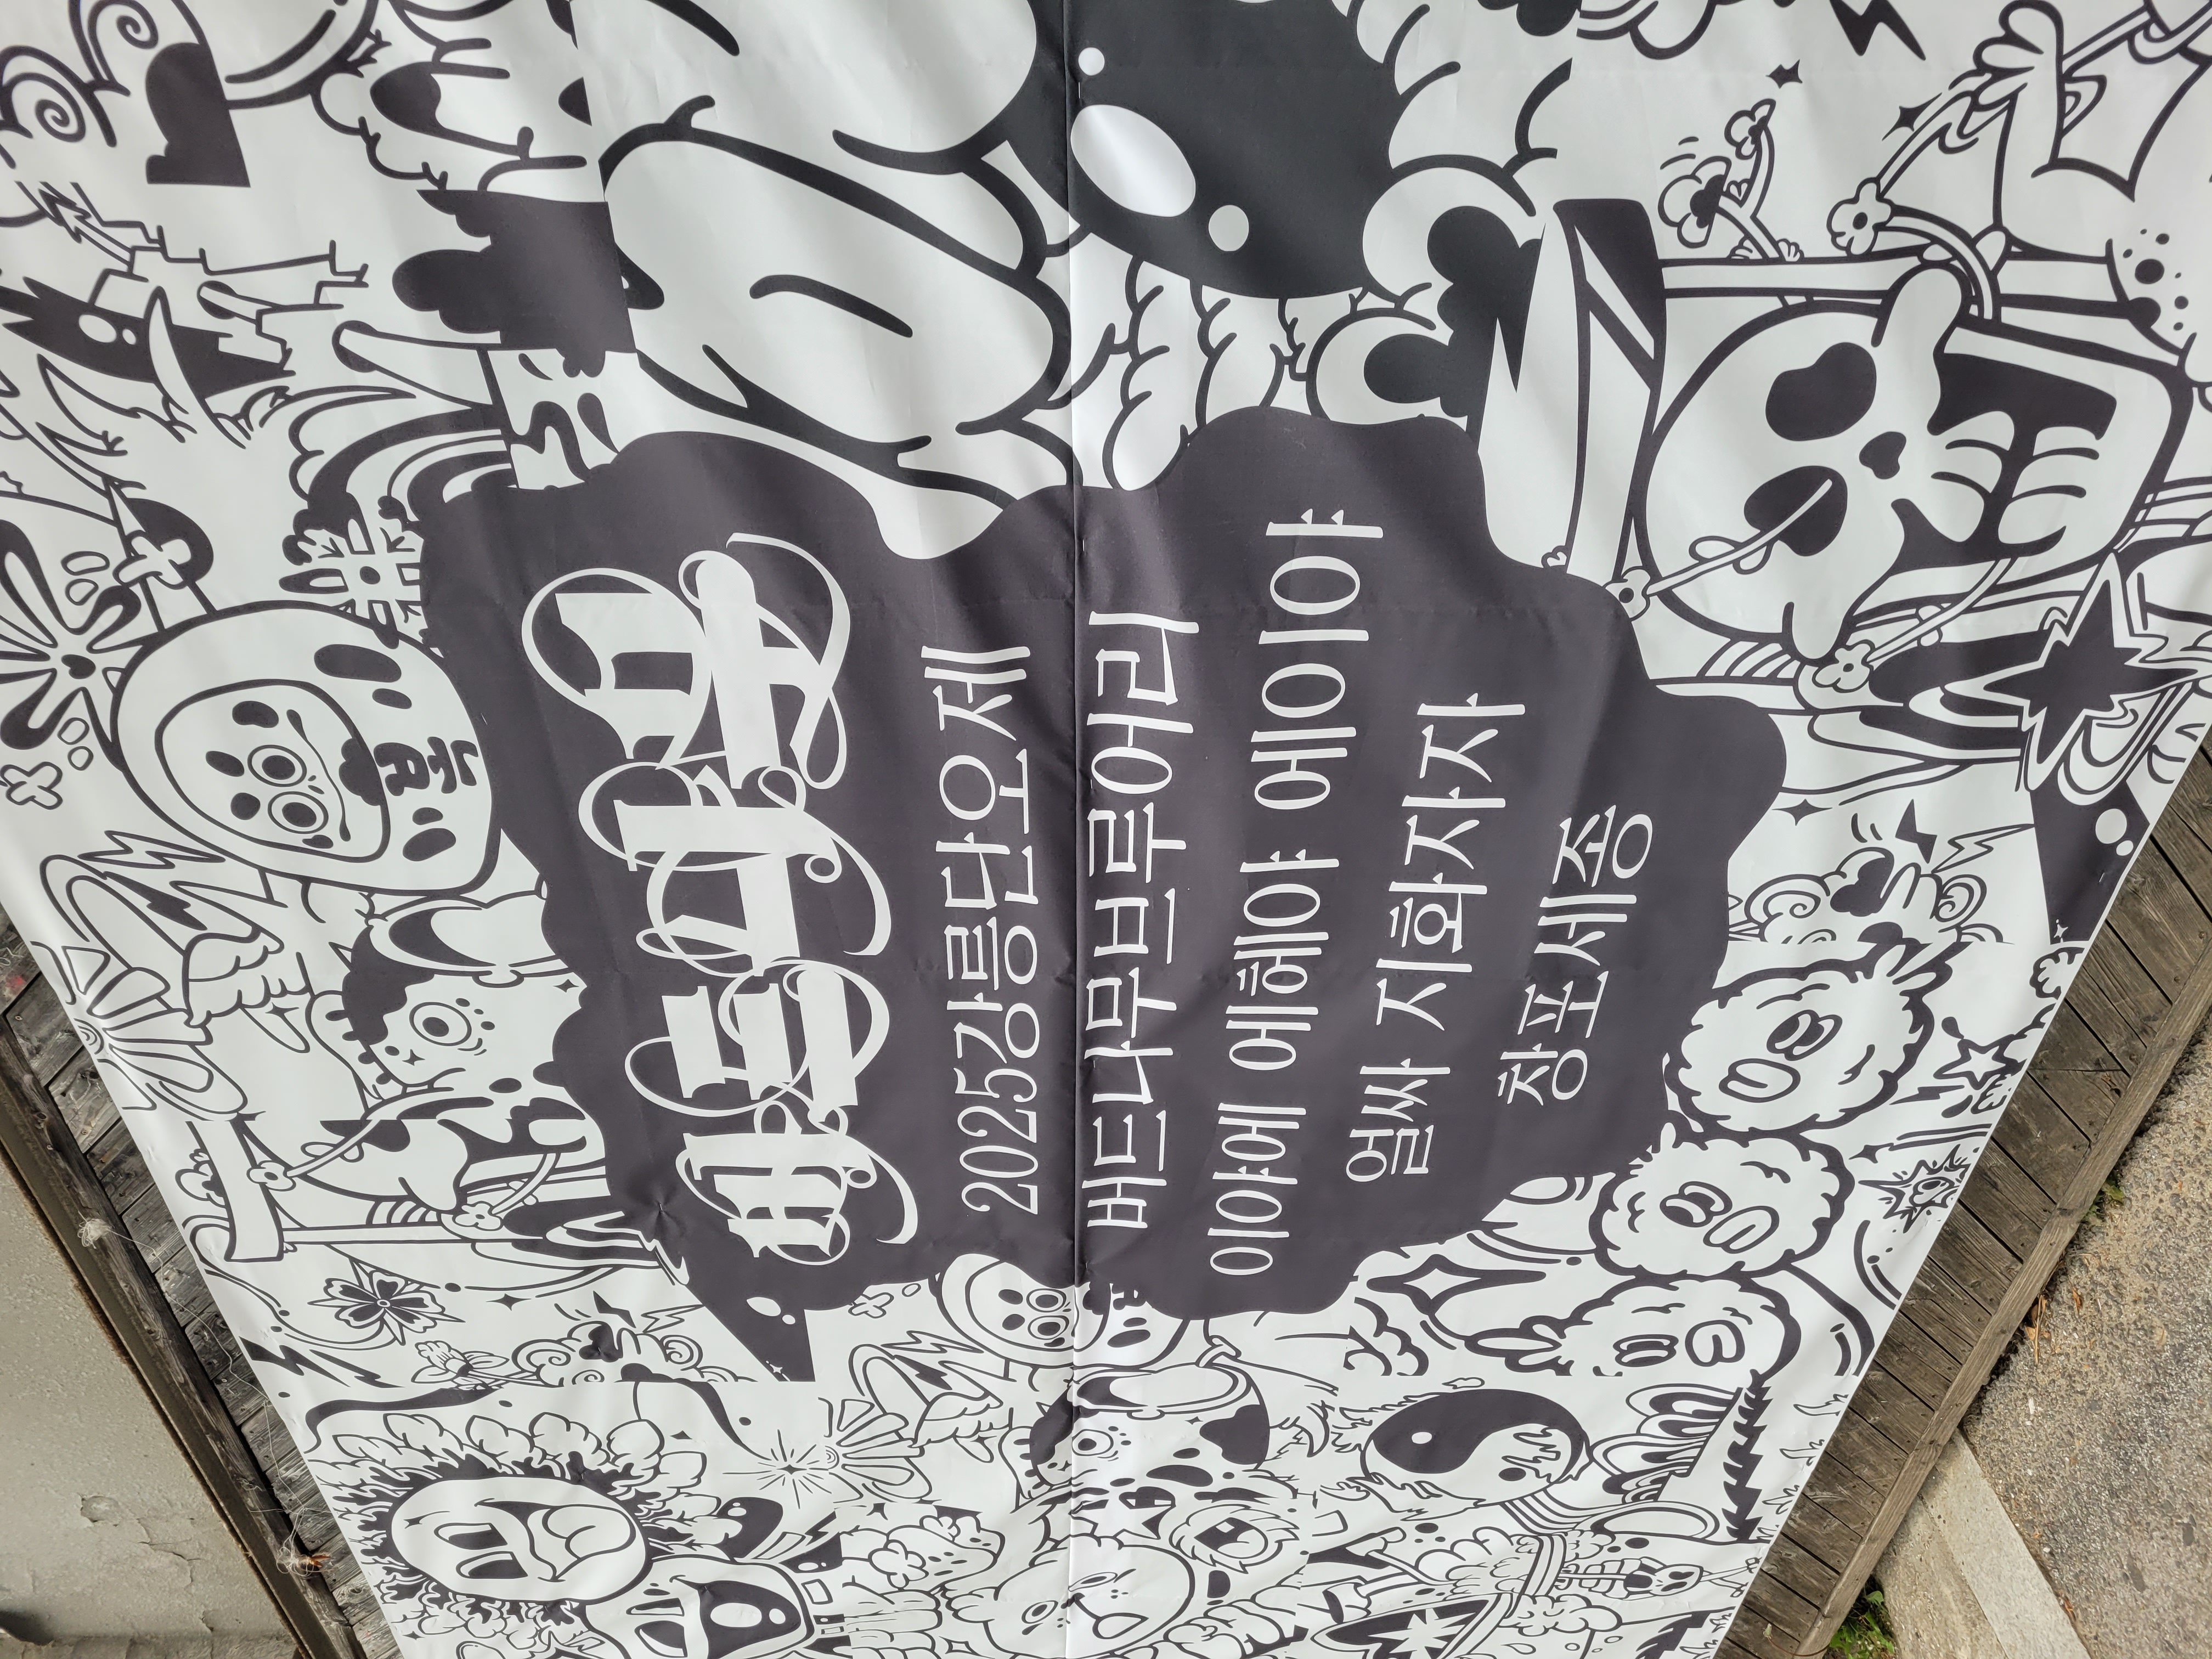 2025강릉단오제
버드나무브루어리
이야에 에헤야 에이야
얼싸 지화자자
창포세종